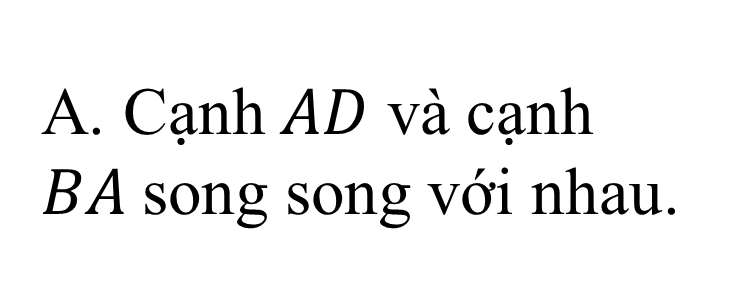 A. Cạnh AD và cạnh
BA song song với nhau.